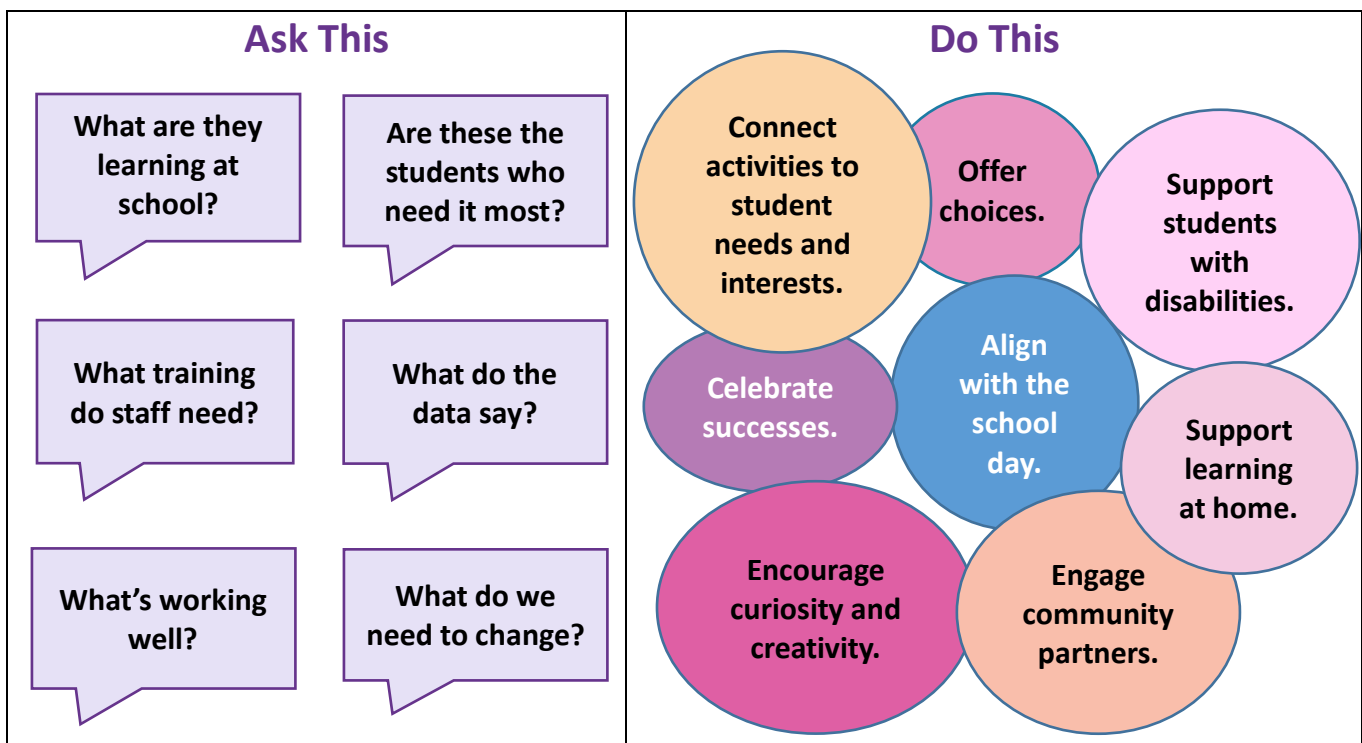 Ask This
What are they
learning at
school?
Are these the
students who
need it most?
What training
do staff need?
What do the
data say?
What's working
well?
What do we
need to change?
Do This
Connect
activities to
student
needs and
interests.
Offer
choices.
Support
students
with
disabilities.
Celebrate
successes.
Align
with the
school
day.
Support
learning
at home.
Encourage
curiosity and
creativity.
Engage
community
partners.